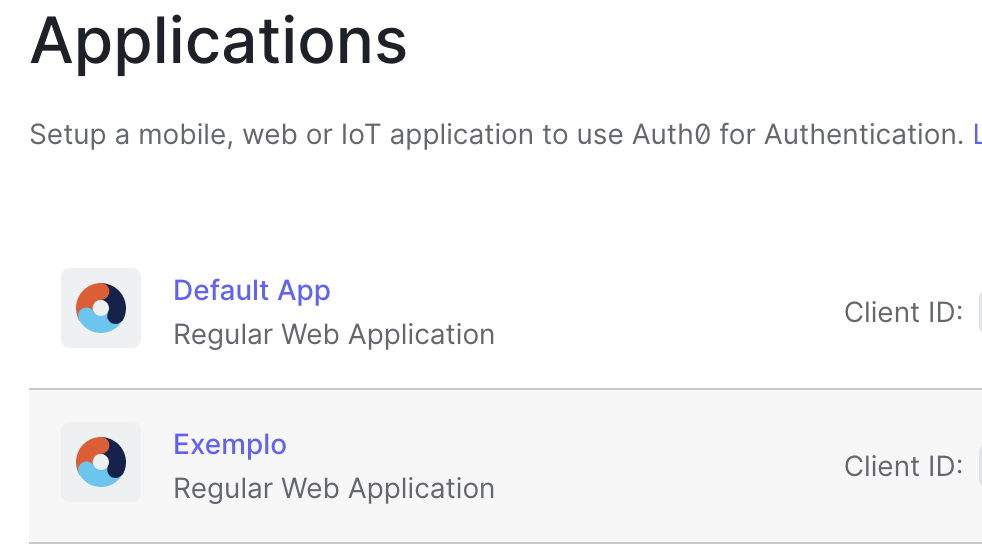 Applications
Setup a mobile, web or IoT application to use Auth0 for Authentication.
Default App
Regular Web Application
Client ID:
Exemplo
Regular Web Application
Client ID: